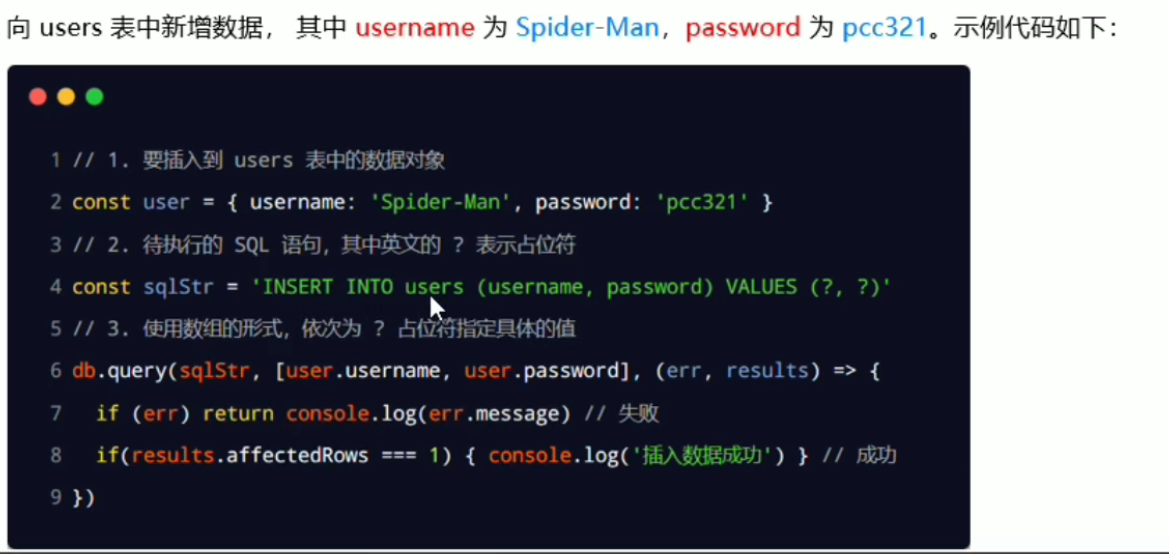 向 users 表中新增数据， 其中 username 为 Spider-Man，password 为 pcc321。示例代码如下：
1 // 1. 要插入到 users 表中的数据对象
2 const user = { username: 'Spider-Man', password: 'pcc321' }
3 // 2. 待执行的 SQL 语句，其中英文的 ? 表示占位符
4 const sqlStr = 'INSERT INTO users (username, password) VALUES (?, ?)'
5 // 3. 使用数组的形式，依次为 ? 占位符指定具体的值
6 db.query(sqlStr, [user.username, user.password], (err, results) => {
7 if (err) return console.log(err.message) // 失败
8 if(results.affectedRows === 1) { console.log('插入数据成功') } // 成功
9 })